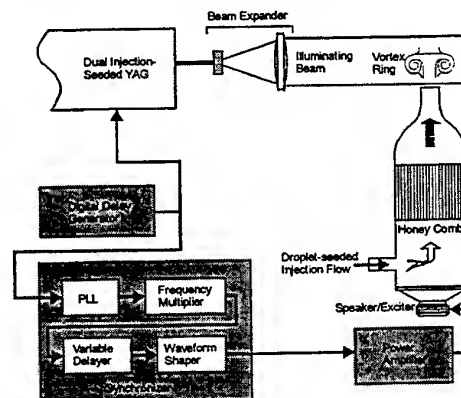 Beam Expander
Dual Injection-
Seeded YAG
Illuminating
Beam
Vortex
Ring
Digital Delay
Generator
Honey Comb
Droplet-seeded
Injection Flow
PLL
Frequency
Multiplier
Speaker/Exciter
Variable
Delayer
Waveform
Shaper
Power
Amplifier
Synchronizer